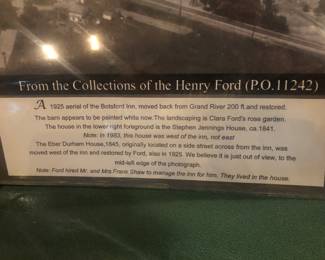 From the Collections of the Henry Ford (P.O.11242)
A 1925 aerial of the Botsford Inn, moved back from Grand River 200 ft.and restored.
The barn appears to be painted white now.The landscaping is Clara Ford's rose garden.
The house in the lower right foreground is the Stephen Jennings House, ca.1841.
Note: In 1983, this house was west of the inn, not east
The Eber Durham House,1845, originally located on a side street across from the inn, was
moved west of the inn and restored by Ford, also in 1925. We believe it is just out of view, to the
mid-left edge of the photograph.
Note: Ford hired Mr. and Mrs.Frank Shaw to manage the inn for him. They lived in the house.